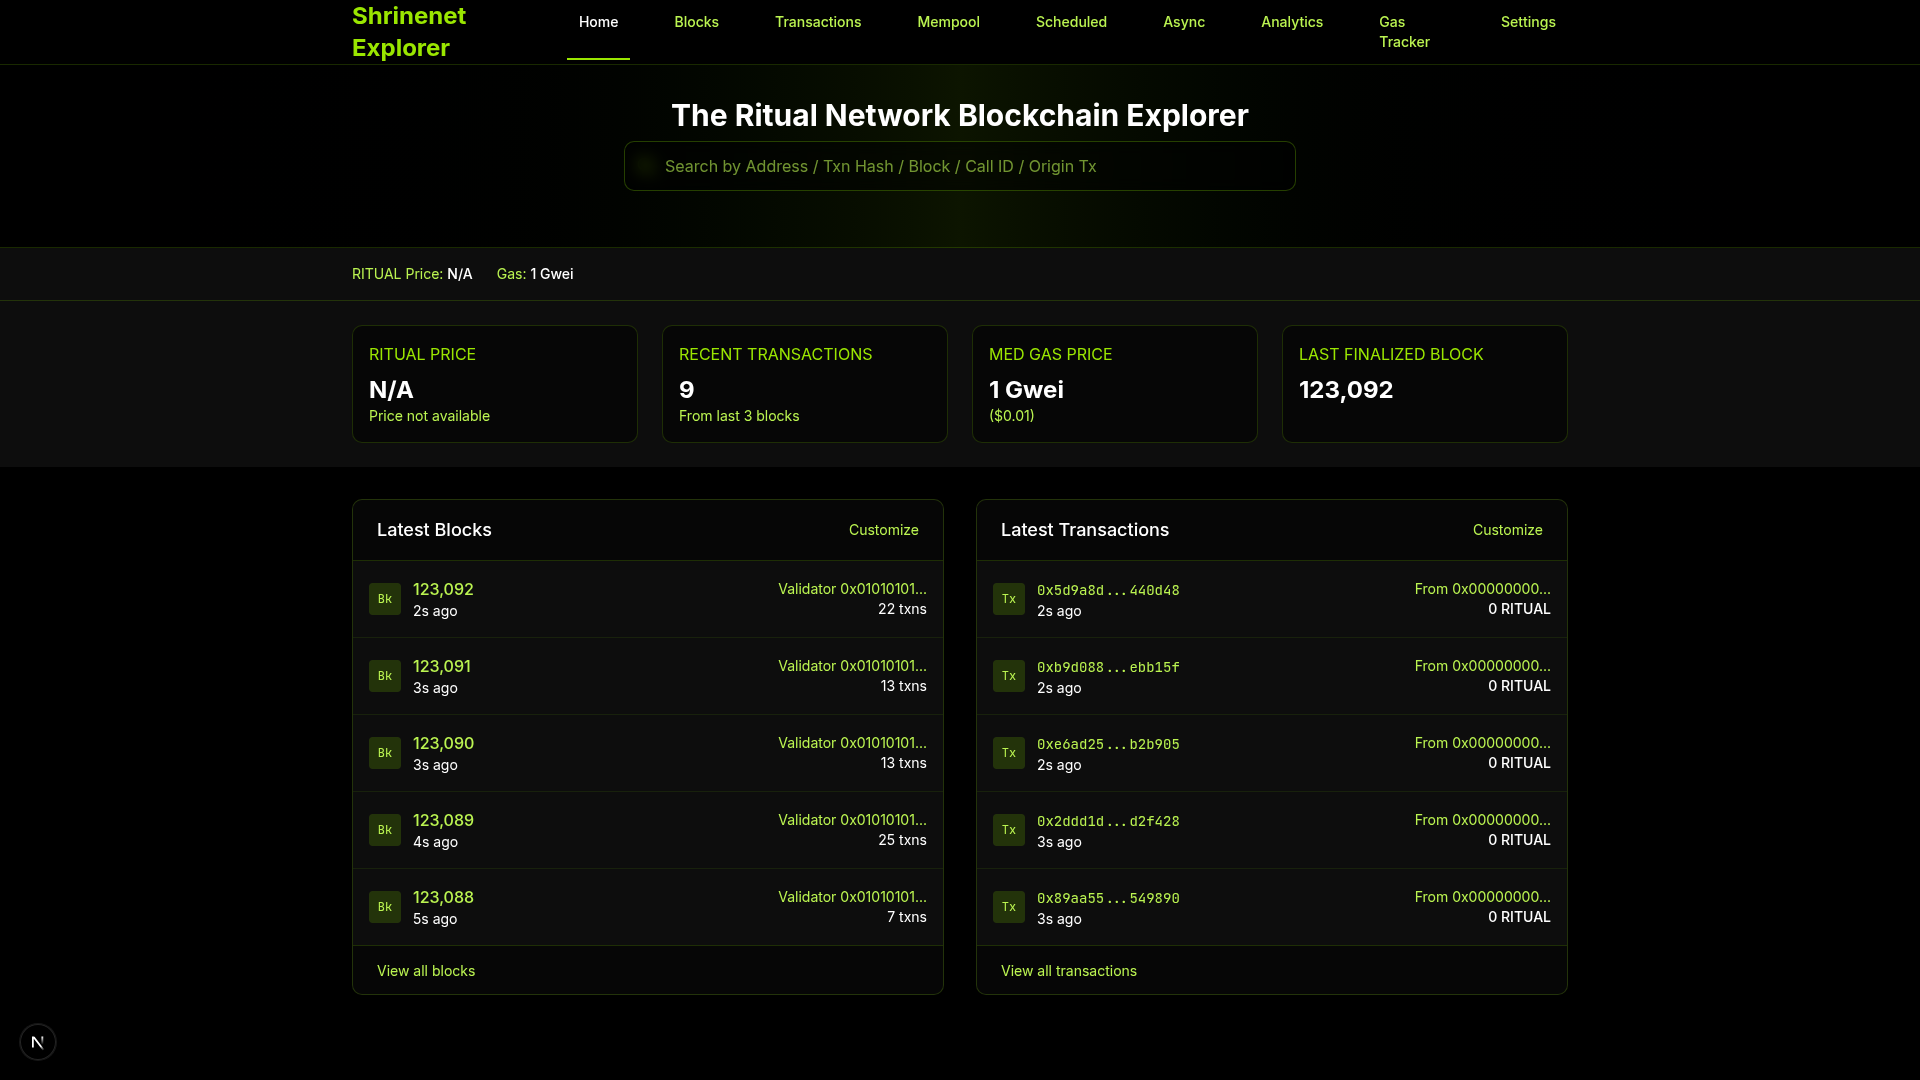 Shrinenet
Explorer
Home
Blocks
Transactions
Mempool
Scheduled
Async
Analytics
Gas
Tracker
Settings
The Ritual Network Blockchain Explorer
Search by Address / Txn Hash / Block / Call ID / Origin Tx
RITUAL Price: N/A Gas: 1 Gwei
RITUAL PRICE
N/A
Price not available
RECENT TRANSACTIONS
9
From last 3 blocks
MED GAS PRICE
1 Gwei
($0.01)
LAST FINALIZED BLOCK
123,092
Latest Blocks
Customize
Bk
123,092
2s ago
Validator 0x01010101...
22 txns
Bk
123,091
3s ago
Validator 0x01010101...
13 txns
Bk
123,090
3s ago
Validator 0x01010101...
13 txns
Bk
123,089
4s ago
Validator 0x01010101...
25 txns
Bk
123,088
5s ago
Validator 0x01010101...
7 txns
View all blocks
Latest Transactions
Customize
Tx
0x5d9a8d...440d48
2s ago
From 0x00000000...
0 RITUAL
Tx
0xb9d088...ebb15f
2s ago
From 0x00000000...
0 RITUAL
Tx
0xe6ad25...b2b905
2s ago
From 0x00000000...
0 RITUAL
Tx
0x2ddd1d...d2f428
3s ago
From 0x00000000...
0 RITUAL
Tx
0x89aa55...549890
3s ago
From 0x00000000...
0 RITUAL
View all transactions
N